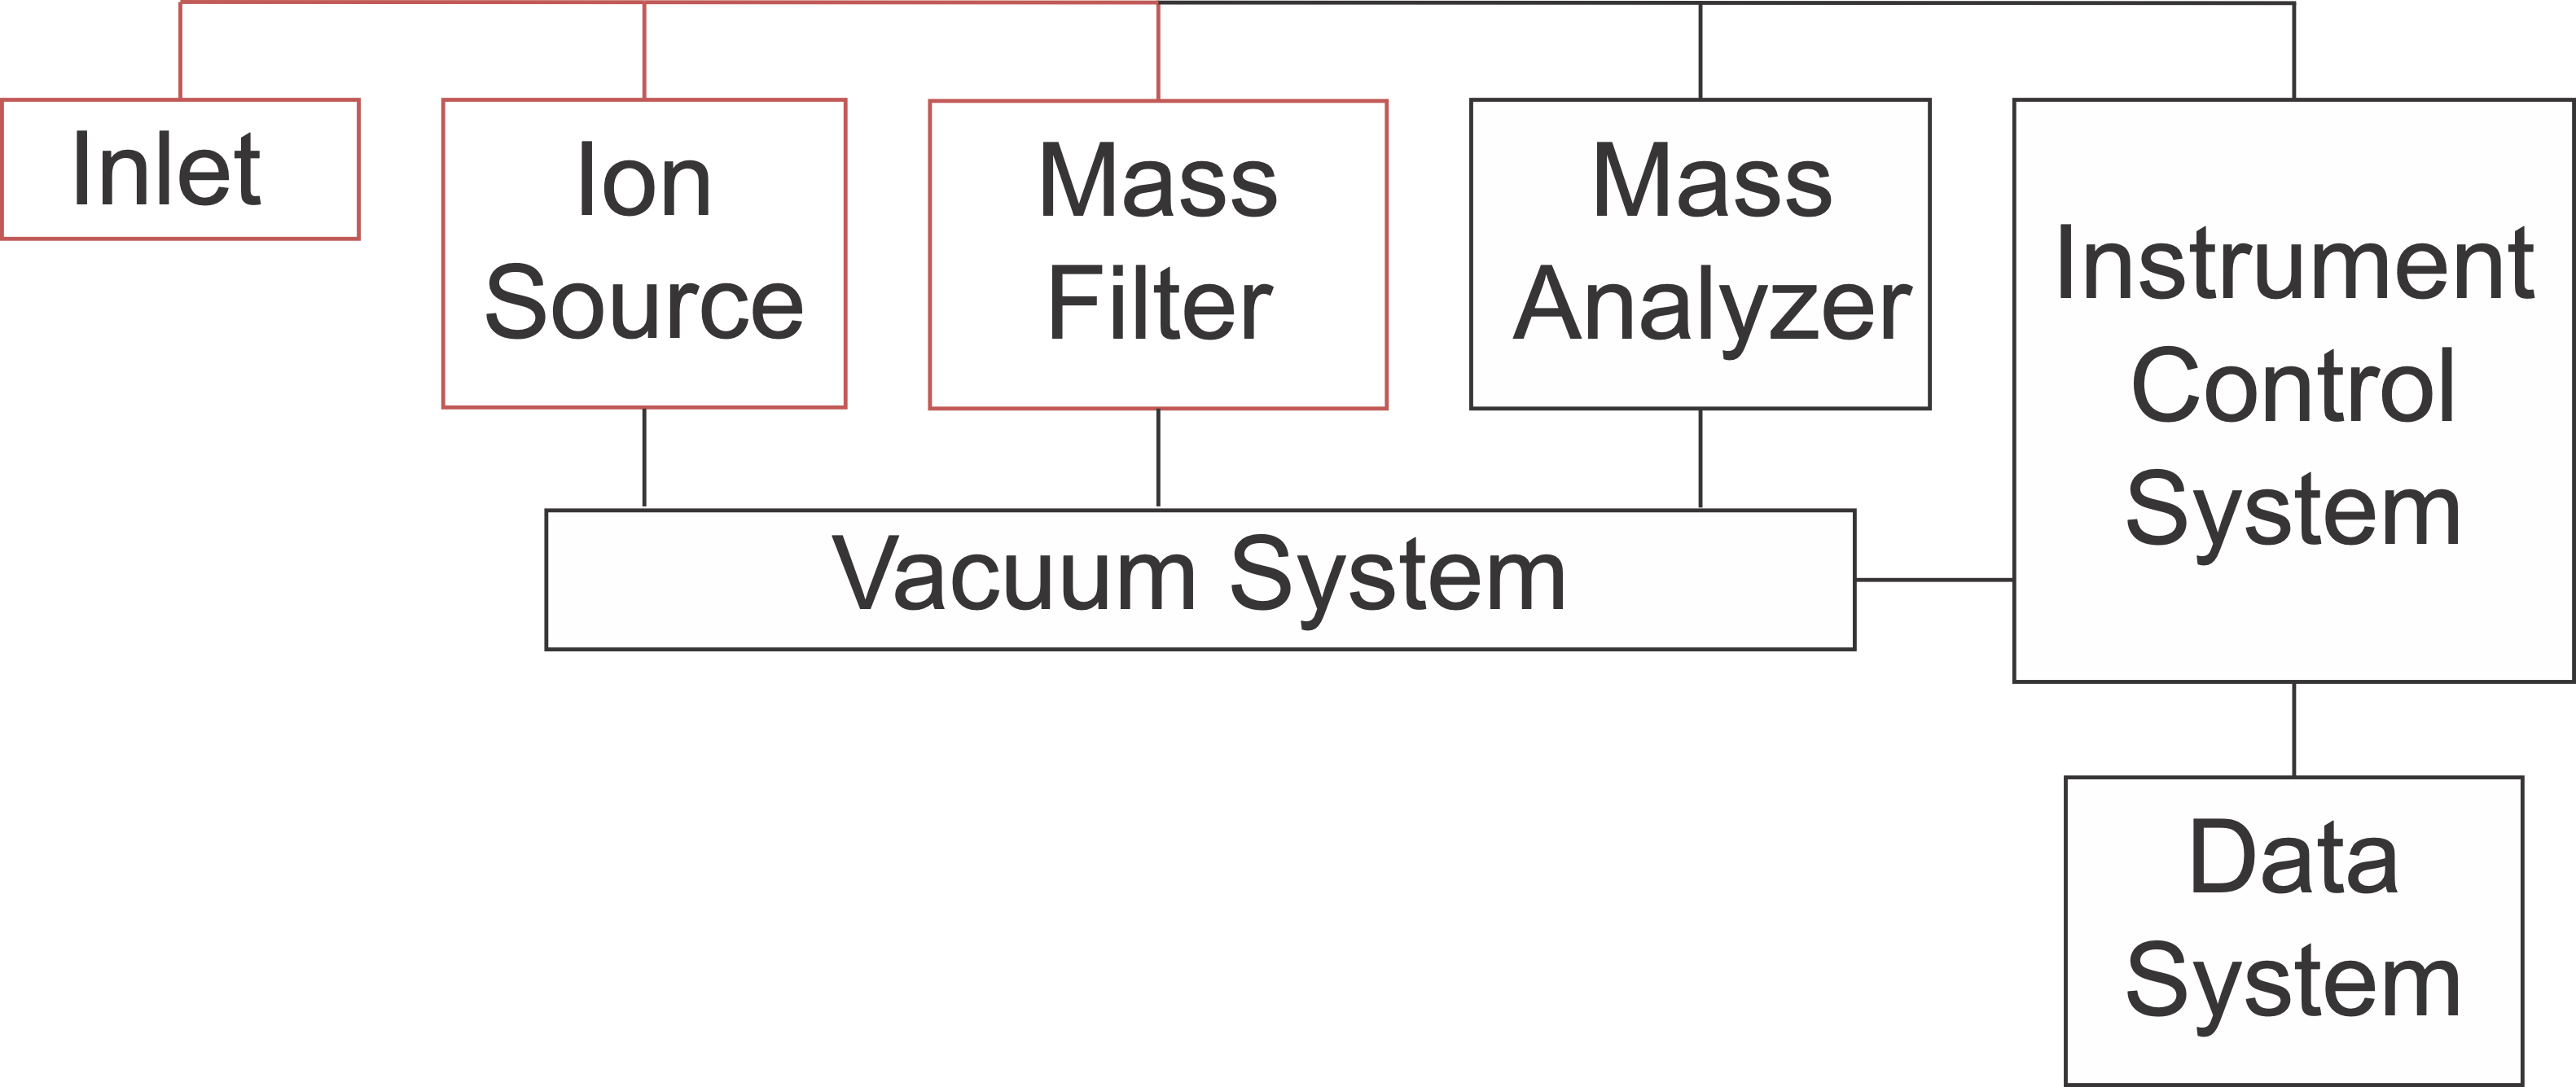 Inlet
Ion
Source
Mass
Filter
Mass
Analyzer
Instrument
Control
System
Vacuum System
Data
System